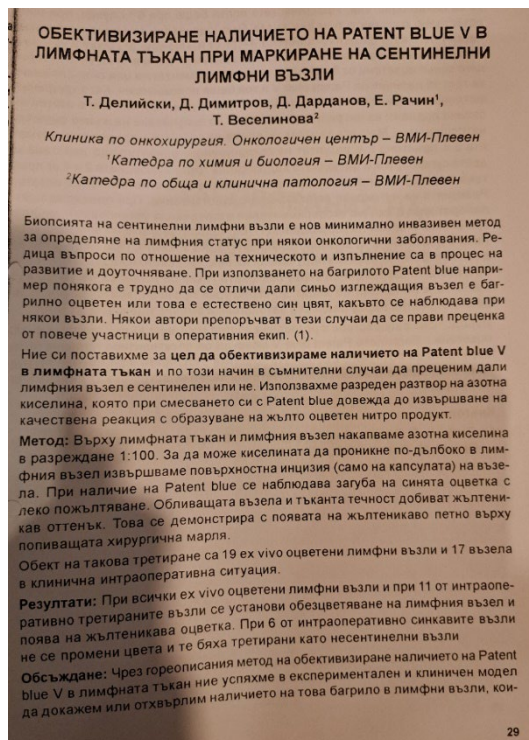 ОБЕКТИВИЗИРАНЕ НАЛИЧИЕТО НА PATENT BLUE V В
ЛИМФНАТА ТЪКАН ПРИ МАРКИРАНЕ НА СЕНТИНЕЛНИ
ЛИМФНИ ВЪЗЛИ
Т. Делийски, Д. Димитров, Д. Дарданов, Е. Рачин¹,
Т. Веселинова²
Клиника по онкохирургия. Онкологичен център – ВМИ-Плевен
¹Катедра по химия и биология – ВМИ-Плевен
²Катедра по обща и клинична патология – ВМИ-Плевен
Биопсията на сентинелни лимфни възли е нов минимално инвазивен метод
за определяне на лимфния статус при някои онкологични заболявания. Ре-
дица въпроси по отношение на техническото и изпълнение са в процес на
развитие и доуточняване. При използването на багрилото Patent blue напри-
мер понякога е трудно да се отличи дали синьо изглеждащия възел е баг-
рилно оцветен или това е естествено син цвят, какъвто се наблюдава при
някои възли. Някои автори препоръчват в тези случаи да се прави преценка
от повече участници в оперативния екип. (1).
Ние си поставихме за цел да обективизираме наличието на Patent blue V
в лимфната тъкан и по този начин в съмнителни случаи да преценим дали
лимфния възел е сентинелен или не. Използвахме разреден разтвор на азотна
киселина, която при смесването си с Patent blue довежда до извършване на
качествена реакция с образуване на жълто оцветен нитро продукт.
Метод: Върху лимфната тъкан и лимфния възел накапваме азотна киселина
в разреждане 1:100. За да може киселината да проникне по-дълбоко в лим-
фния възел извършваме повърхностна инцизия (само на капсулата) на възе-
ла. При наличие на Patent blue се наблюдава загуба на синята оцветка с
леко пожълтяване. Обливащата възела и тъканта течност добиват жълтени-
кав оттенък. Това се демонстрира с появата на жълтеникаво петно върху
попиващата хирургична марля.
Обект на такова третиране са 19 ex vivo оцветени лимфни възли и 17 възела
в клинична интраоперативна ситуация.
Резултати: При всички ex vivo оцветени лимфни възли и при 11 от интраопе-
ративно третираните възли се установи обезцветяване на лимфния възел и
поява на жълтеникава оцветка. При 6 от интраоперативно синкавите възли
не се промени цвета и те бяха третирани като несентинелни възли
Обсъждане: Чрез гореописания метод на обективизиране наличието на Patent
blue V в лимфната тъкан ние успяхме в експериментален и клиничен модел
да докажем или отхвърлим наличието на това багрило в лимфни възли, кои-
29